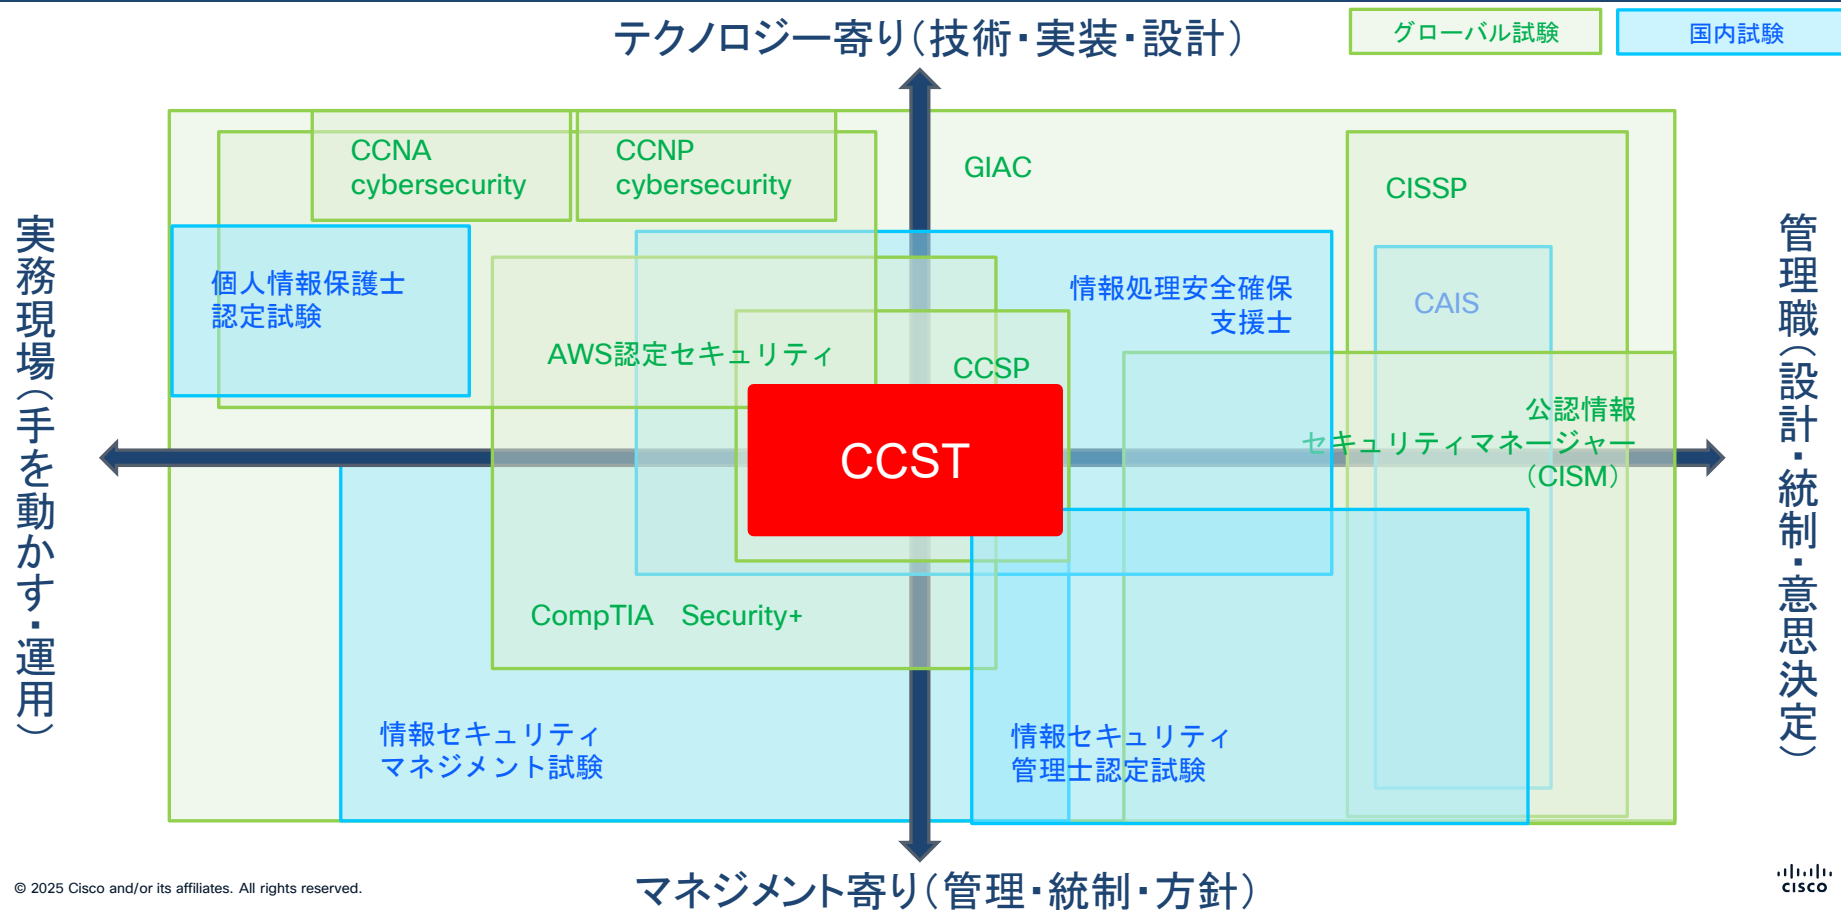 テクノロジー寄り（技術・実装・設計）
グローバル試験
国内試験
CCNA
cybersecurity
CCNP
cybersecurity
GIAC
CISSP
実務現場（手を動かす・運用）
管理職（設計・統制・意思決定）
個人情報保護士
認定試験
情報処理安全確保
支援士
CAIS
AWS認定セキュリティ
CCSP
公認情報
セキュリティマネージャー
（CISM）
CCST
CompTIA　Security+
情報セキュリティ
マネジメント試験
情報セキュリティ
管理士認定試験
マネジメント寄り（管理・統制・方針）
© 2025 Cisco and/or its affiliates. All rights reserved.
CISCO